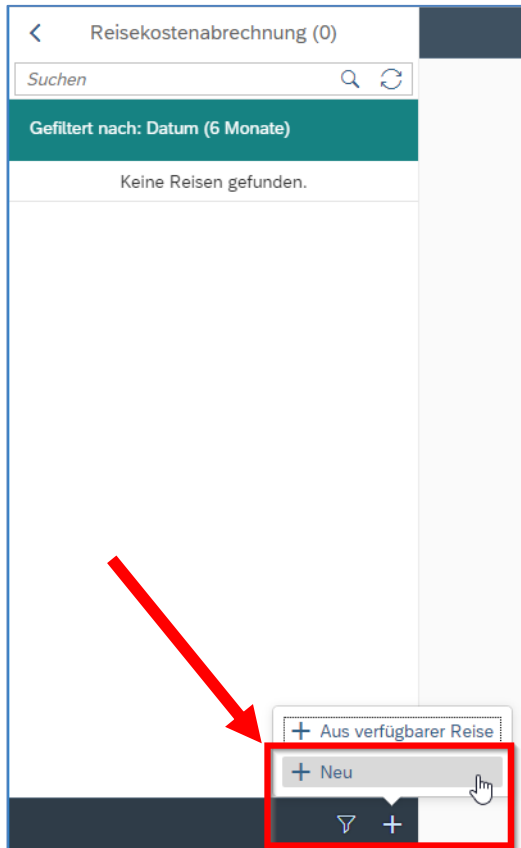 Reisekostenabrechnung (0)
Suchen
Gefiltert nach: Datum (6 Monate)
Keine Reisen gefunden.
Aus verfügbarer Reise
Neu